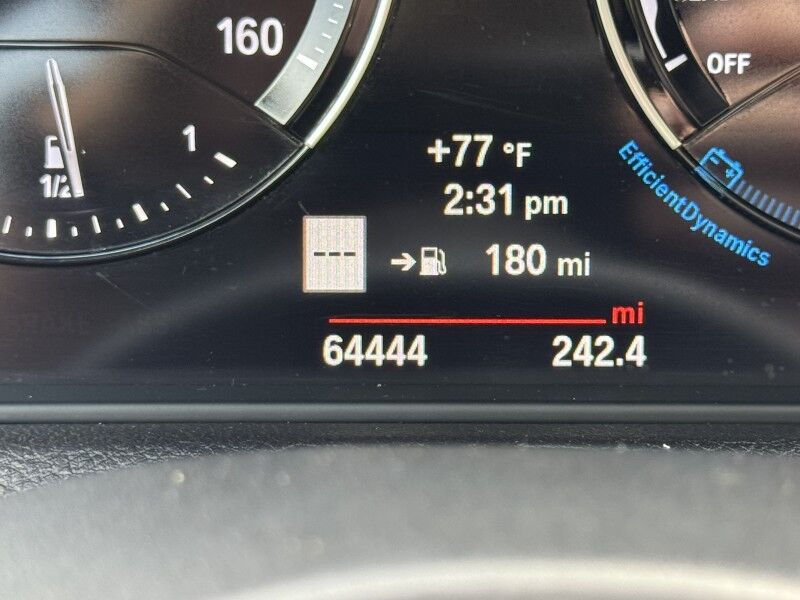 160
OFF
1
1/2
+77 °F
2:31 pm
EfficientDynamics
---
180 mi
mi
64444
242.4